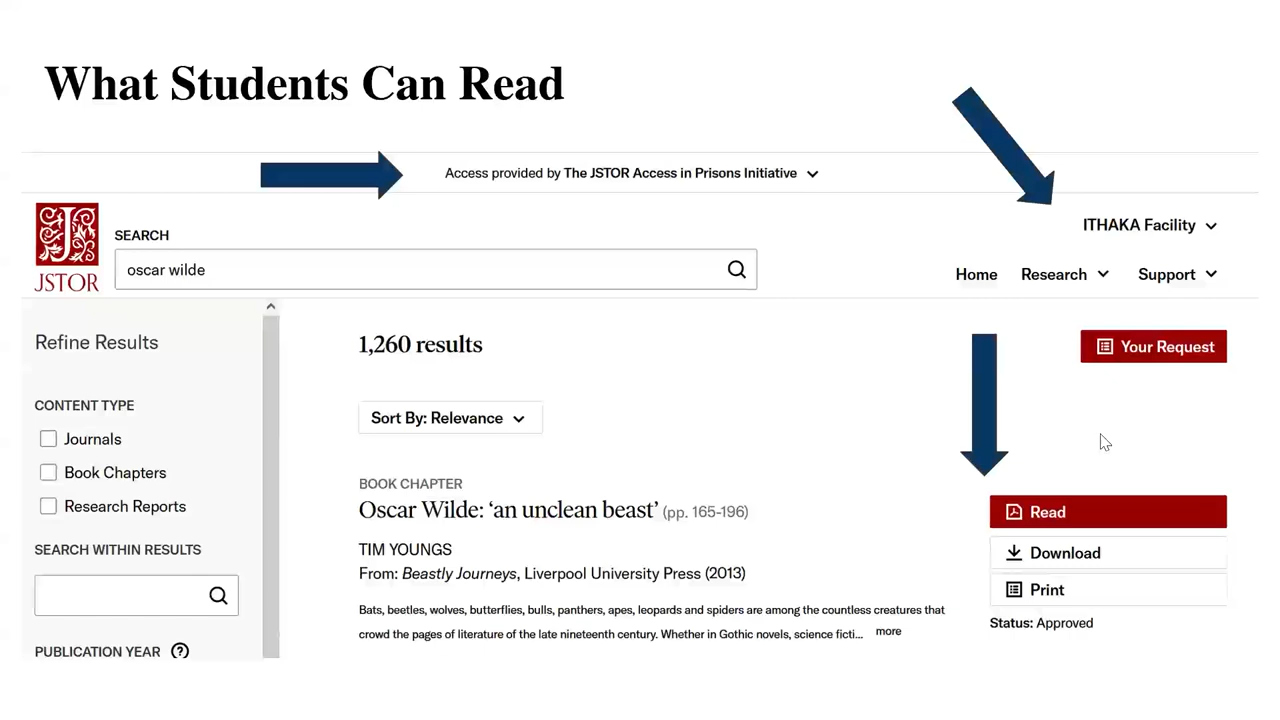 What Students Can Read
Access provided by The JSTOR Access in Prisons Initiative
ITHAKA Facility
JSTOR
SEARCH
oscar wilde
Home Research Support
Refine Results
CONTENT TYPE
Journals
Book Chapters
Research Reports
SEARCH WITHIN RESULTS
PUBLICATION YEAR ?
1,260 results
Your Request
Sort By: Relevance
BOOK CHAPTER
Oscar Wilde: ‘an unclean beast’ (pp. 165-196)
TIM YOUNGS
From: Beastly Journeys, Liverpool University Press (2013)
Bats, beetles, wolves, butterflies, bulls, panthers, apes, leopards and spiders are among the countless creatures that
crowd the pages of literature of the late nineteenth century. Whether in Gothic novels, science ficti... more
Read
Download
Print
Status: Approved